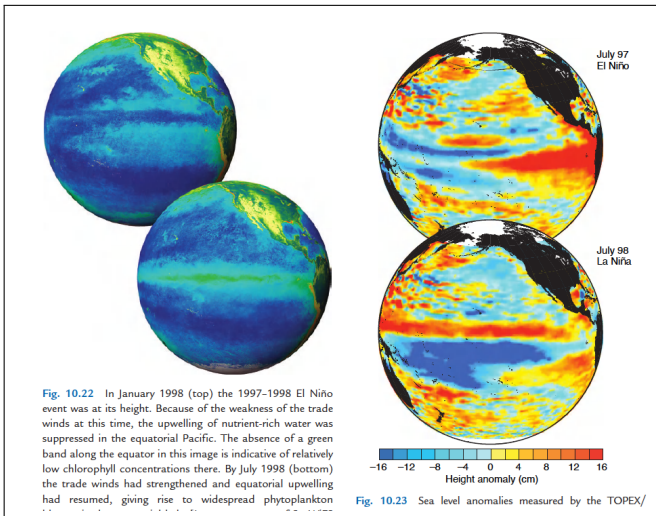 July 97
El Niño
July 98
La Niña
Fig. 10.22 In January 1998 (top) the 1997–1998 El Niño
event was at its height. Because of the weakness of the trade
winds at this time, the upwelling of nutrient-rich water was
suppressed in the equatorial Pacific. The absence of a green
band along the equator in this image is indicative of relatively
low chlorophyll concentrations there. By July 1998 (bottom)
the trade winds had strengthened and equatorial upwelling
had resumed, giving rise to widespread phytoplankton
−16 −12 −8 −4 0 4 8 12 16
Height anomaly (cm)
Fig. 10.23 Sea level anomalies measured by the TOPEX/